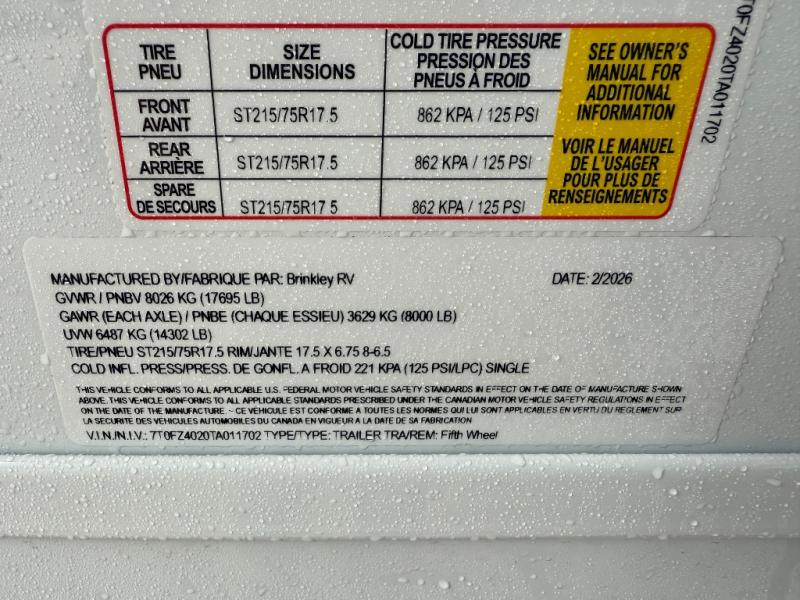 TIRE PNEU
SIZE DIMENSIONS
COLD TIRE PRESSURE
PRESSION DES
PNEUS À FROID
FRONT AVANT
ST215/75R17.5
862 KPA / 125 PSI
REAR ARRIÈRE
ST215/75R17.5
862 KPA / 125 PSI
SPARE DE SECOURS
ST215/75R17 5
862 KPA / 125 PSI
SEE OWNER'S
MANUAL FOR
ADDITIONAL
INFORMATION
VOIR LE MANUEL
DE L'USAGER
POUR PLUS DE
RENSEIGNEMENTS
T0FZ4020TA011702
MANUFACTURED BY/FABRIQUE PAR: Brinkley RV DATE: 2/2026
GVWR / PNBV 8026 KG (17695 LB)
GAWR (EACH AXLE) / PNBE (CHAQUE ESSIEU) 3629 KG (8000 LB)
UVW 6487 KG (14302 LB)
TIRE/PNEU ST215/75R17.5 RIM/JANTE 17.5 X 6.75 8-6.5
COLD INFL. PRESS/PRESS. DE GONFL. A FROID 221 KPA (125 PSI/LPC) SINGLE
THIS VEHICLE CONFORMS TO ALL APPLICABLE U.S. FEDERAL MOTOR VEHICLE SAFETY STANDARDS IN EFFECT ON THE DATE OF MANUFACTURE SHOWN
ABOVE. THIS VEHICLE CONFORMS TO ALL APPLICABLE STANDARDS PRESCRIBED UNDER THE CANADIAN MOTOR VEHICLE SAFETY REGULATIONS IN EFFECT
ON THE DATE OF THE MANUFACTURE. ~ CE VÉHICULE EST CONFORME A TOUTES LES NORMES QUI LUI SONT APPLICABLES EN VERTU DU REGLEMENT SUR
LA SECURITE DES VEHICULES AUTOMOBILES DU CANADA EN VIGUEUR A LA DATE DE SA FABRICATION
V.I.N./N.I.V.: 7T0FZ4020TA011702 TYPE/TYPE: TRAILER TRA/REM: Fifth Wheel